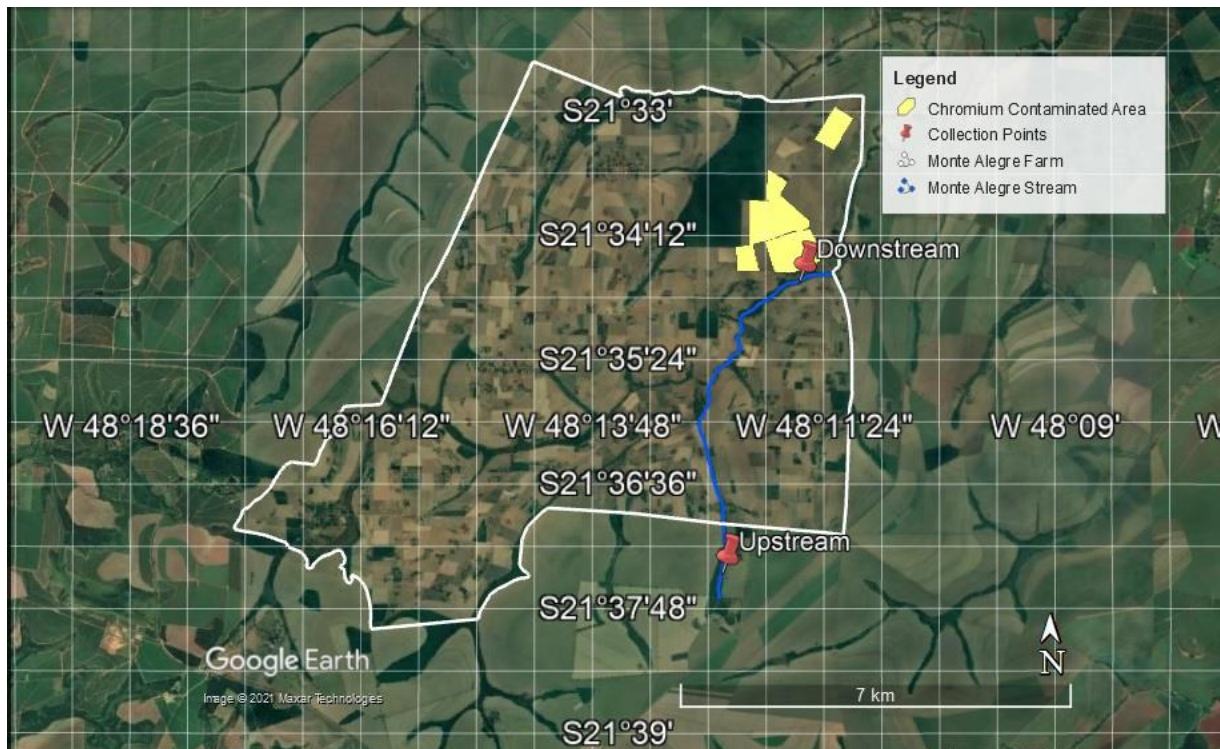 Legend
Chromium Contaminated Area
Collection Points
Monte Alegre Farm
Monte Alegre Stream
S21°33'
S21°34'12"
Downstream
S21°35'24"
W 48°18'36"
W 48°16'12"
W 48°13'48"
W 48°11'24"
W 48°09'
W
S21°36'36"
Upstream
S21°37'48"
Google Earth
N
Image © 2021 Maxar Technologies
7 km
S21°39'